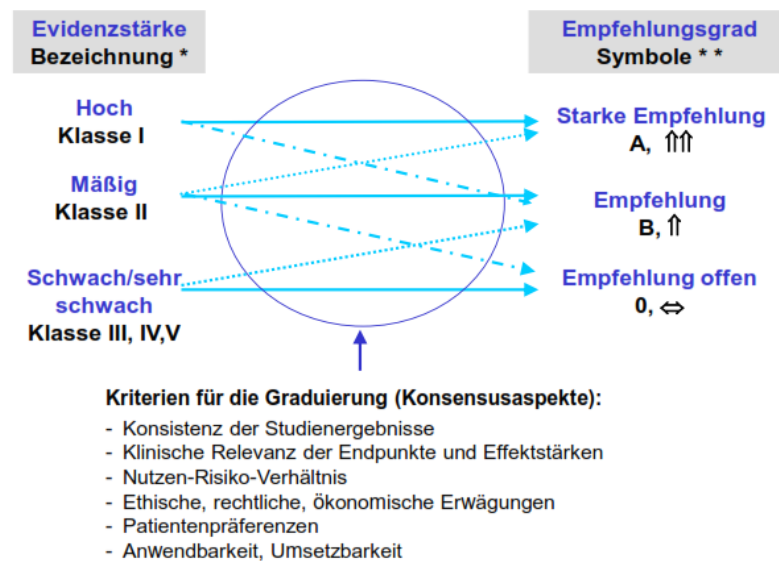 Evidenzstärke
Bezeichnung *
Empfehlungsgrad
Symbole * *
Hoch
Klasse I
Starke Empfehlung
A, ⇑⇑
Mäßig
Klasse II
Empfehlung
B, ⇑
Schwach/sehr
schwach
Klasse III, IV,V
Empfehlung offen
0, ⇔
Kriterien für die Graduierung (Konsensusaspekte):
- Konsistenz der Studienergebnisse
- Klinische Relevanz der Endpunkte und Effektstärken
- Nutzen-Risiko-Verhältnis
- Ethische, rechtliche, ökonomische Erwägungen
- Patientenpräferenzen
- Anwendbarkeit, Umsetzbarkeit